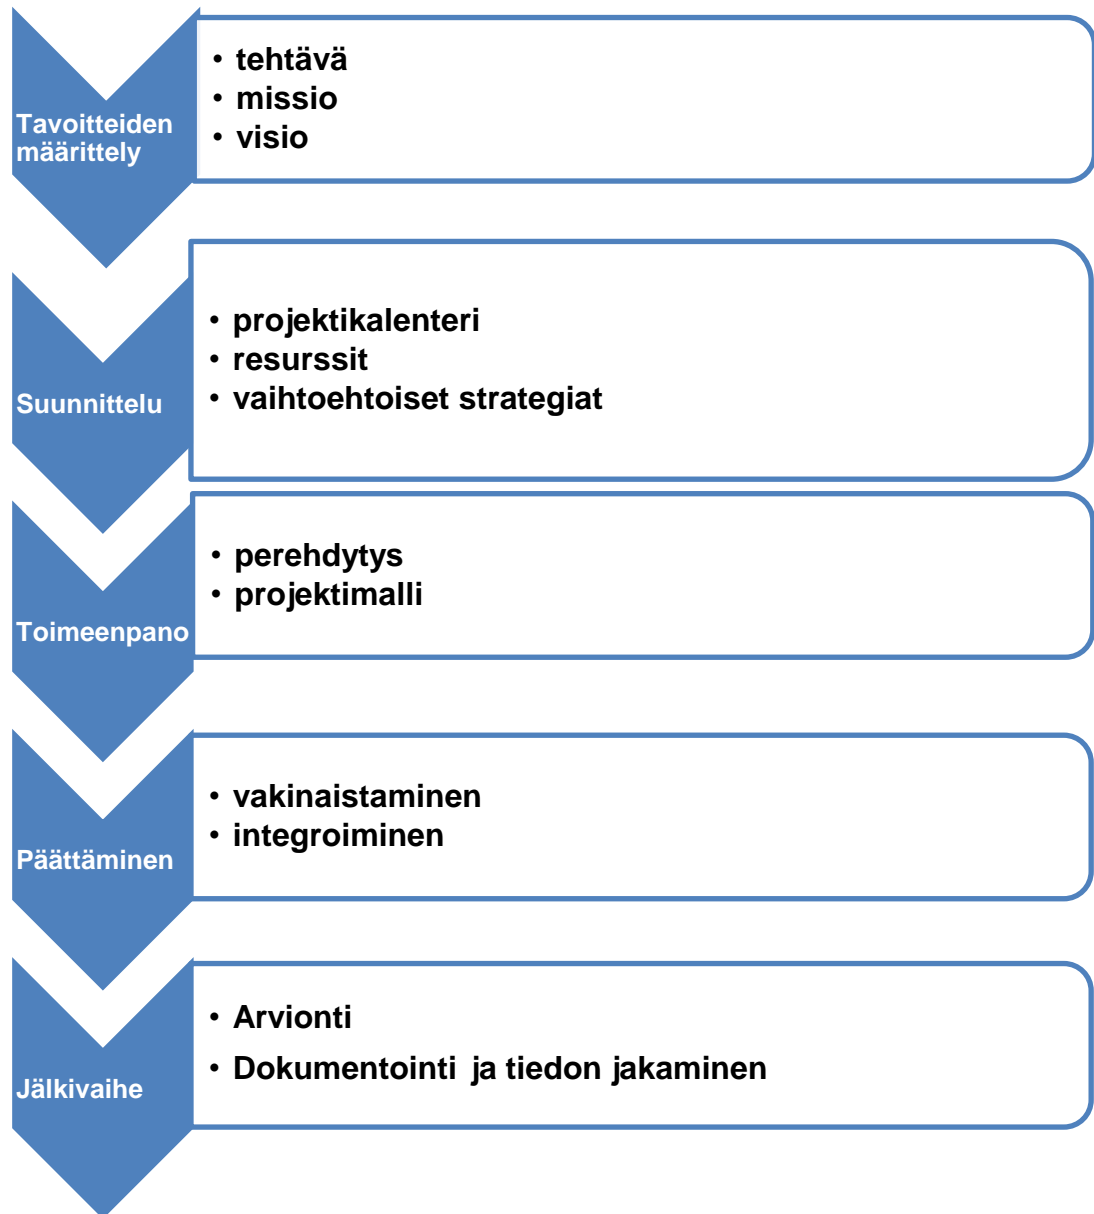 Tavoitteiden
määrittely
• tehtävä
• missio
• visio
Suunnittelu
• projektikalenteri
• resurssit
• vaihtoehtoiset strategiat
Toimeenpano
• perehdytys
• projektimalli
Päättäminen
• vakinaistaminen
• integroiminen
Jälkivaihe
• Arvionti
• Dokumentointi ja tiedon jakaminen